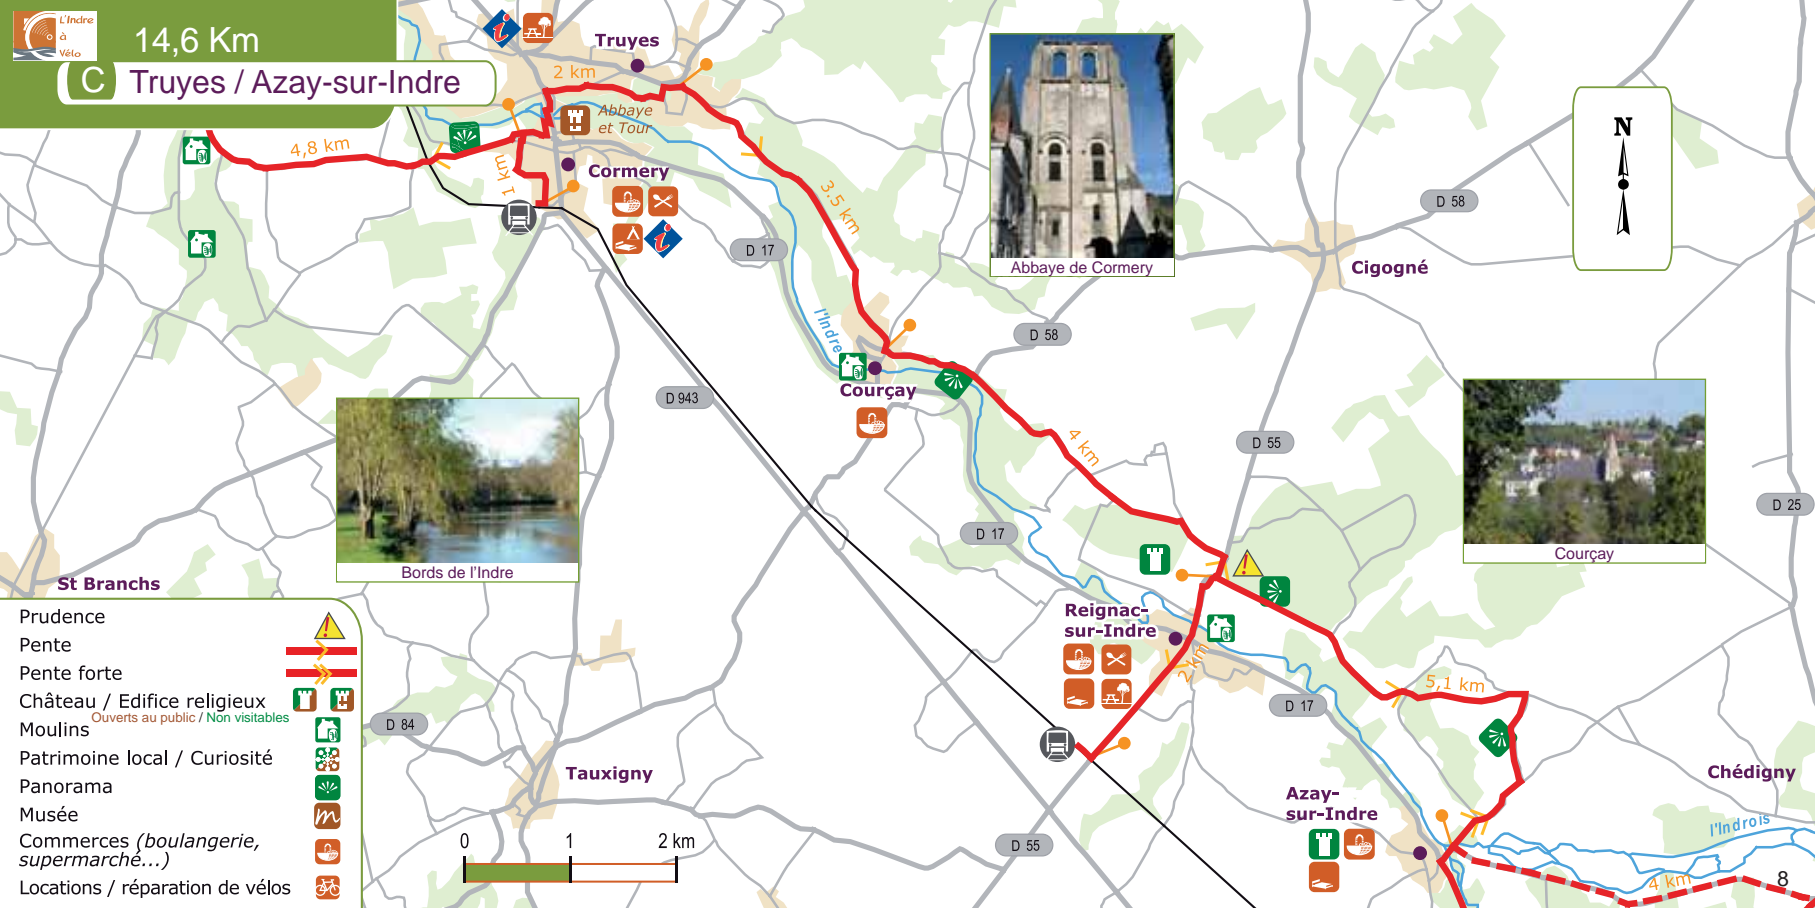 L'Indre
à
Vélo
14,6 Km
C Truyes / Azay-sur-Indre
Truyes
2 km
Abbaye
et Tour
4,8 km
1 km
Cormery
3.5 km
D 17
l'Indre
Abbaye de Cormery
N
D 58
Cigogné
D 58
D 943
Courçay
4 km
D 55
D 25
D 17
Bords de l'Indre
Courçay
St Branchs
Reignac-
sur-Indre
2 km
5,1 km
D 17
D 84
Tauxigny
Chédigny
Azay-
sur-Indre
l'Indrois
D 55
4 km
8
0 1 2 km
Prudence
Pente
Pente forte
Château / Edifice religieux
Ouverts au public / Non visitables
Moulins
Patrimoine local / Curiosité
Panorama
Musée
m
Commerces (boulangerie,
supermarché...)
Locations / réparation de vélos